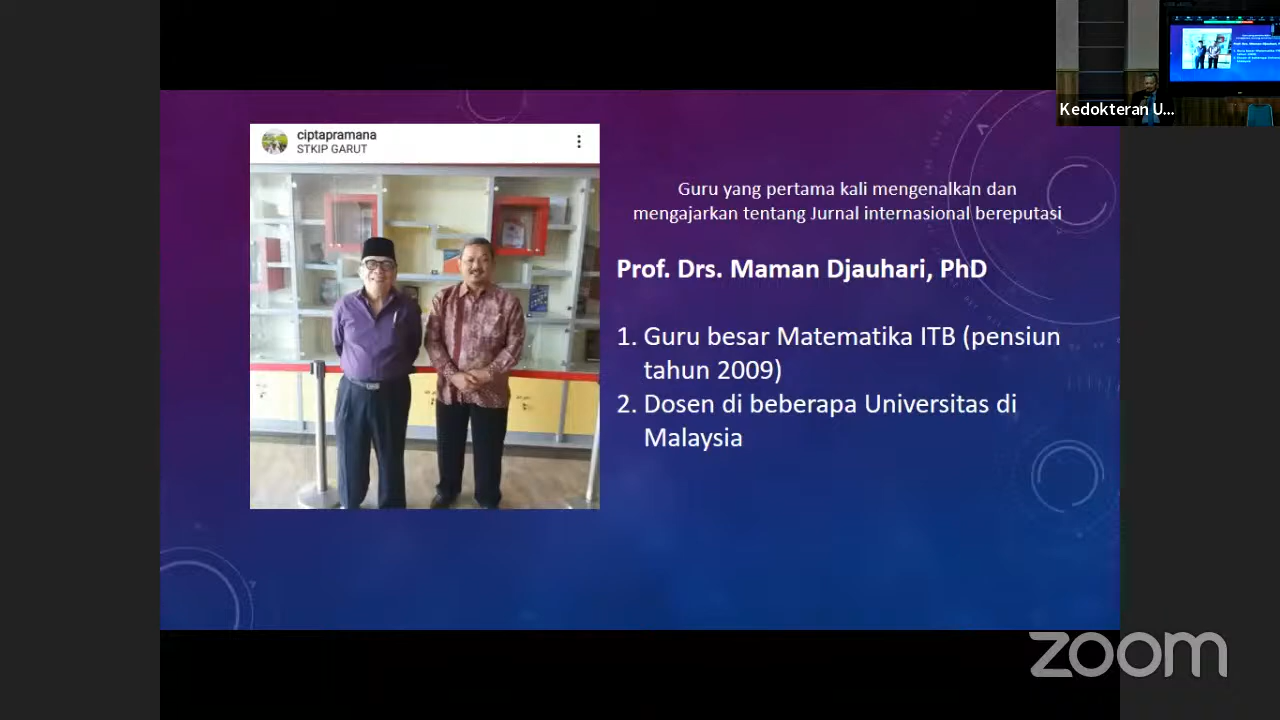 ciptapramana
STKIP GARUT
Kedokteran U...
Guru yang pertama kali mengenalkan dan
mengajarkan tentang Jurnal internasional bereputasi
Prof. Drs. Maman Djauhari, PhD
1. Guru besar Matematika ITB (pensiun
tahun 2009)
2. Dosen di beberapa Universitas di
Malaysia
zoom